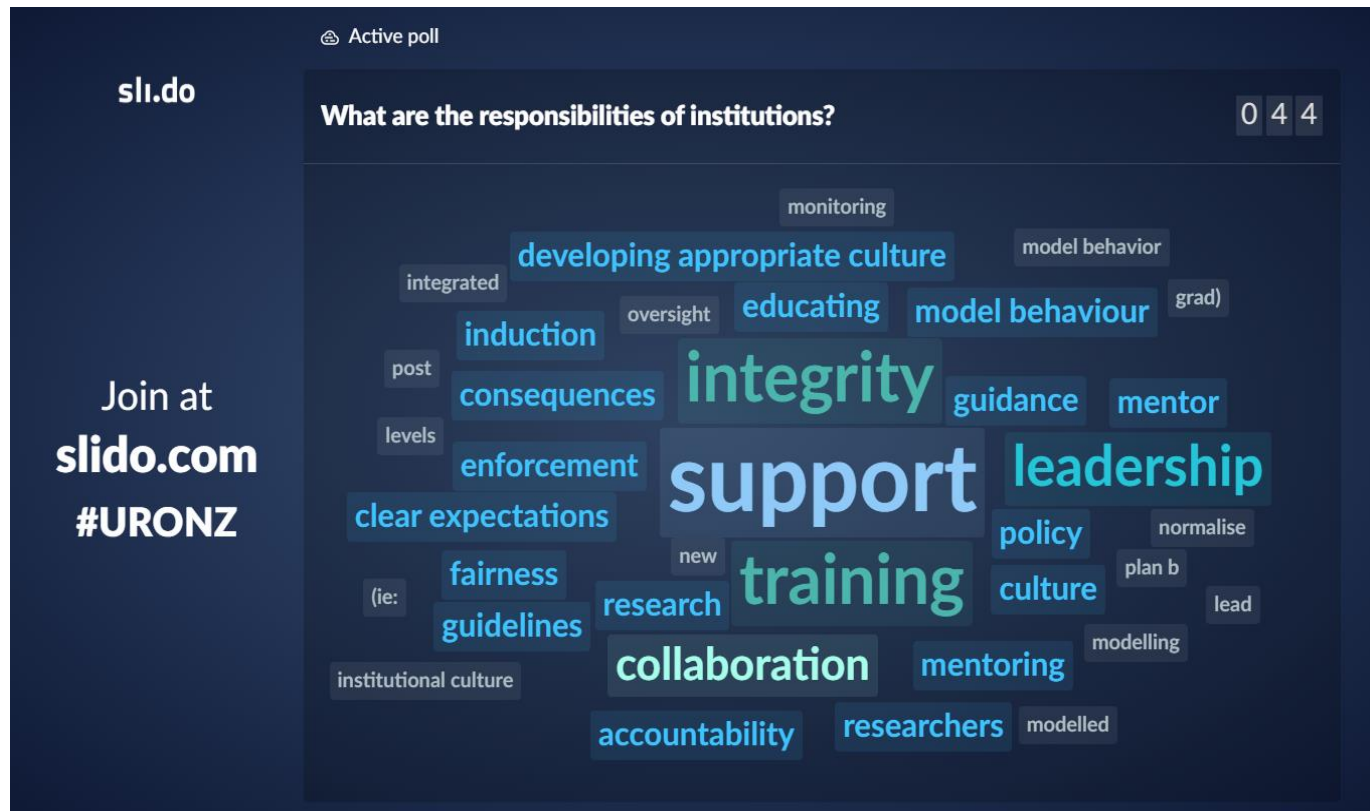 Active poll
sli.do
What are the responsibilities of institutions?
0 4 4
Join at
slido.com
#URONZ
monitoring
developing appropriate culture
model behavior
integrated
oversight
educating
model behaviour
grad)
induction
post
consequences
integrity
guidance
mentor
levels
enforcement
support
leadership
clear expectations
policy
normalise
new
fairness
training
culture
plan b
(ie:
research
lead
guidelines
collaboration
mentoring
modelling
institutional culture
accountability
researchers
modelled